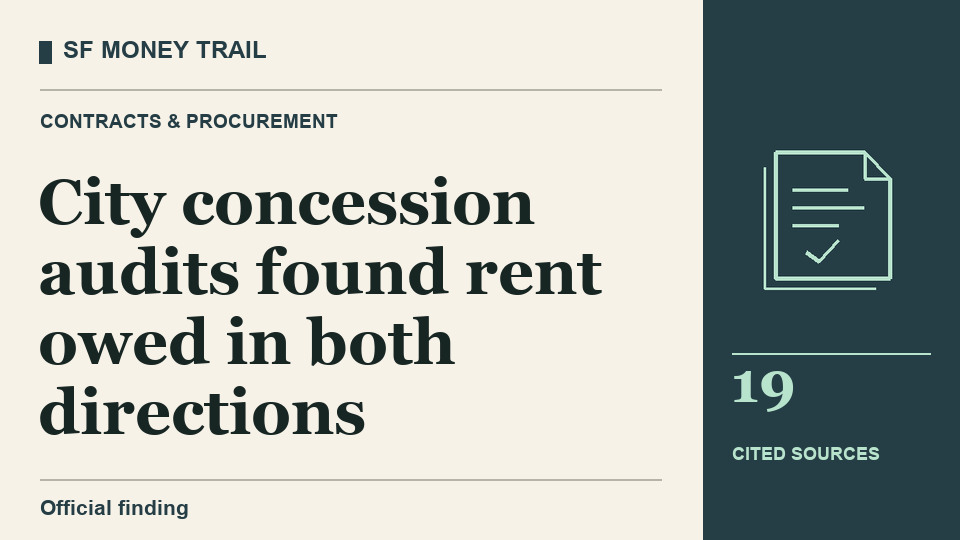 SF MONEY TRAIL
CONTRACTS & PROCUREMENT
City concession
audits found rent
owed in both
directions
Official finding
19
CITED SOURCES